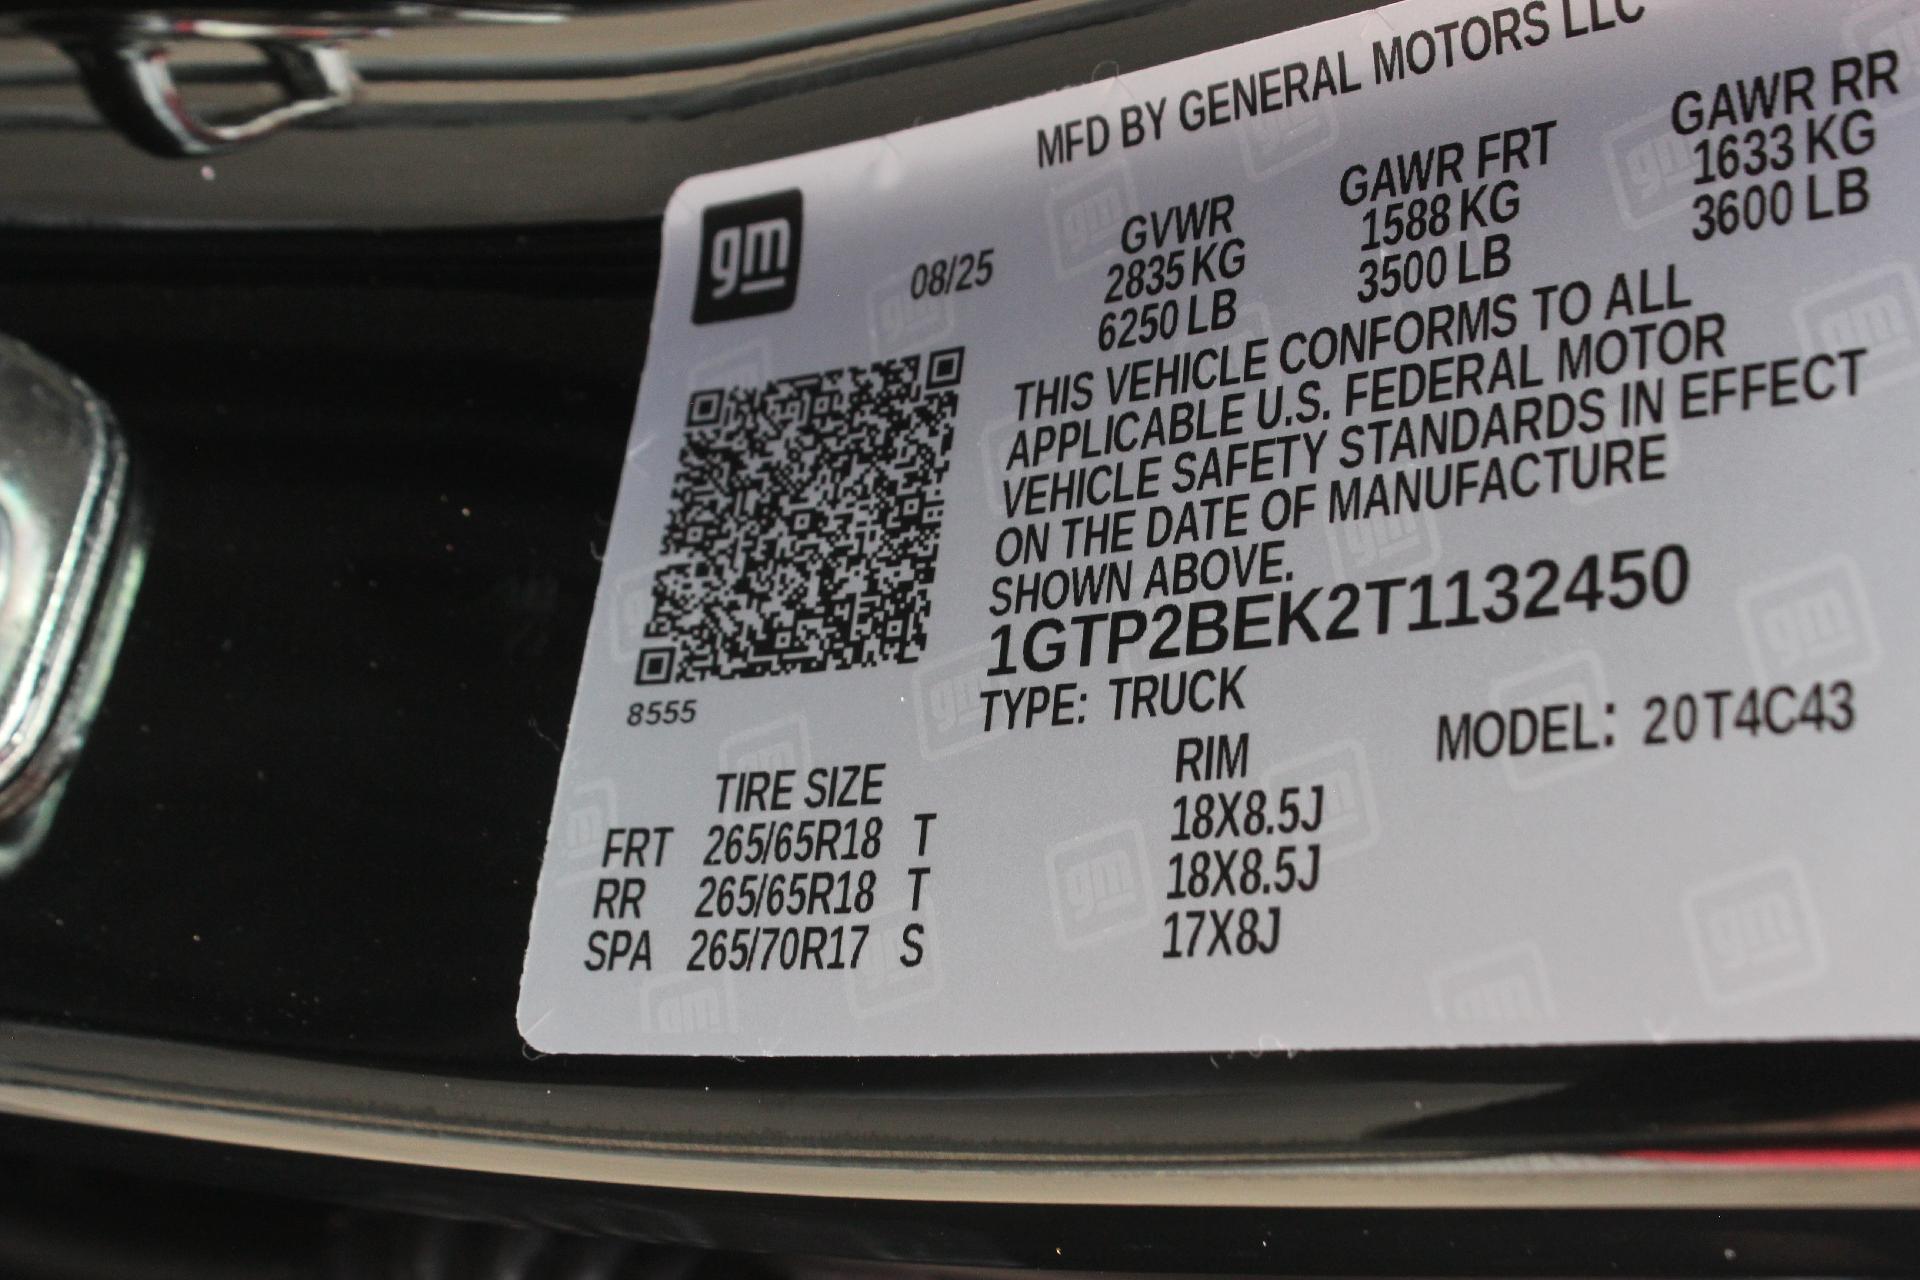 MFD BY GENERAL MOTORS LLC
gm
08/25
GVWR GAWR FRT GAWR RR
2835 KG 1588 KG 1633 KG
6250 LB 3500 LB 3600 LB
THIS VEHICLE CONFORMS TO ALL
APPLICABLE U.S. FEDERAL MOTOR
VEHICLE SAFETY STANDARDS IN EFFECT
ON THE DATE OF MANUFACTURE
SHOWN ABOVE.
1GTP2BEK2T1132450
8555
TYPE: TRUCK MODEL: 20T4C43
TIRE SIZE RIM
FRT 265/65R18 T 18X8.5J
RR 265/65R18 T 18X8.5J
SPA 265/70R17 S 17X8J